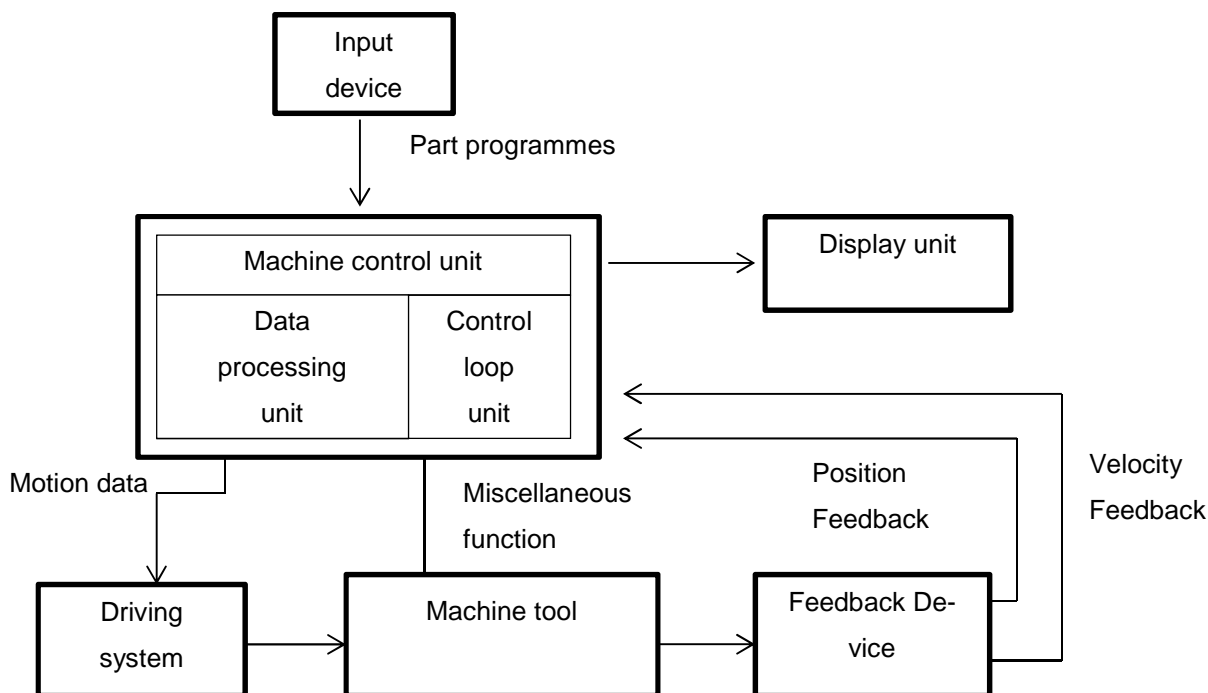 Input
device
Part programmes
Machine control unit
Display unit
Data
processing
unit
Control
loop
unit
Motion data
Miscellaneous
function
Position
Feedback
Velocity
Feedback
Driving
system
Machine tool
Feedback De-
vice